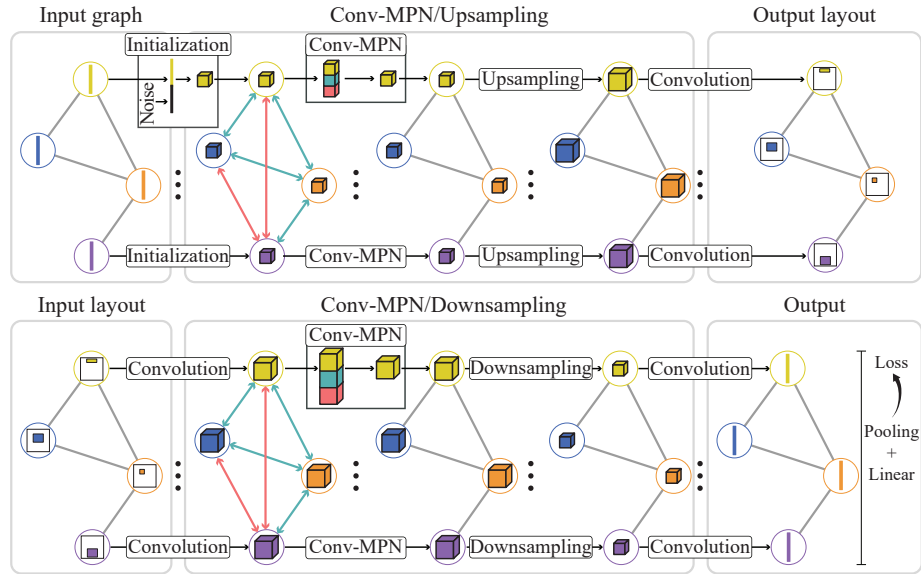 Input graph
Conv-MPN/Upsampling
Output layout
Initialization
Conv-MPN
Noise
Upsampling
Convolution
Initialization
Conv-MPN
Upsampling
Convolution
Input layout
Conv-MPN/Downsampling
Output
Conv-MPN
Convolution
Downsampling
Convolution
Loss
Pooling
+
Linear
Convolution
Conv-MPN
Downsampling
Convolution